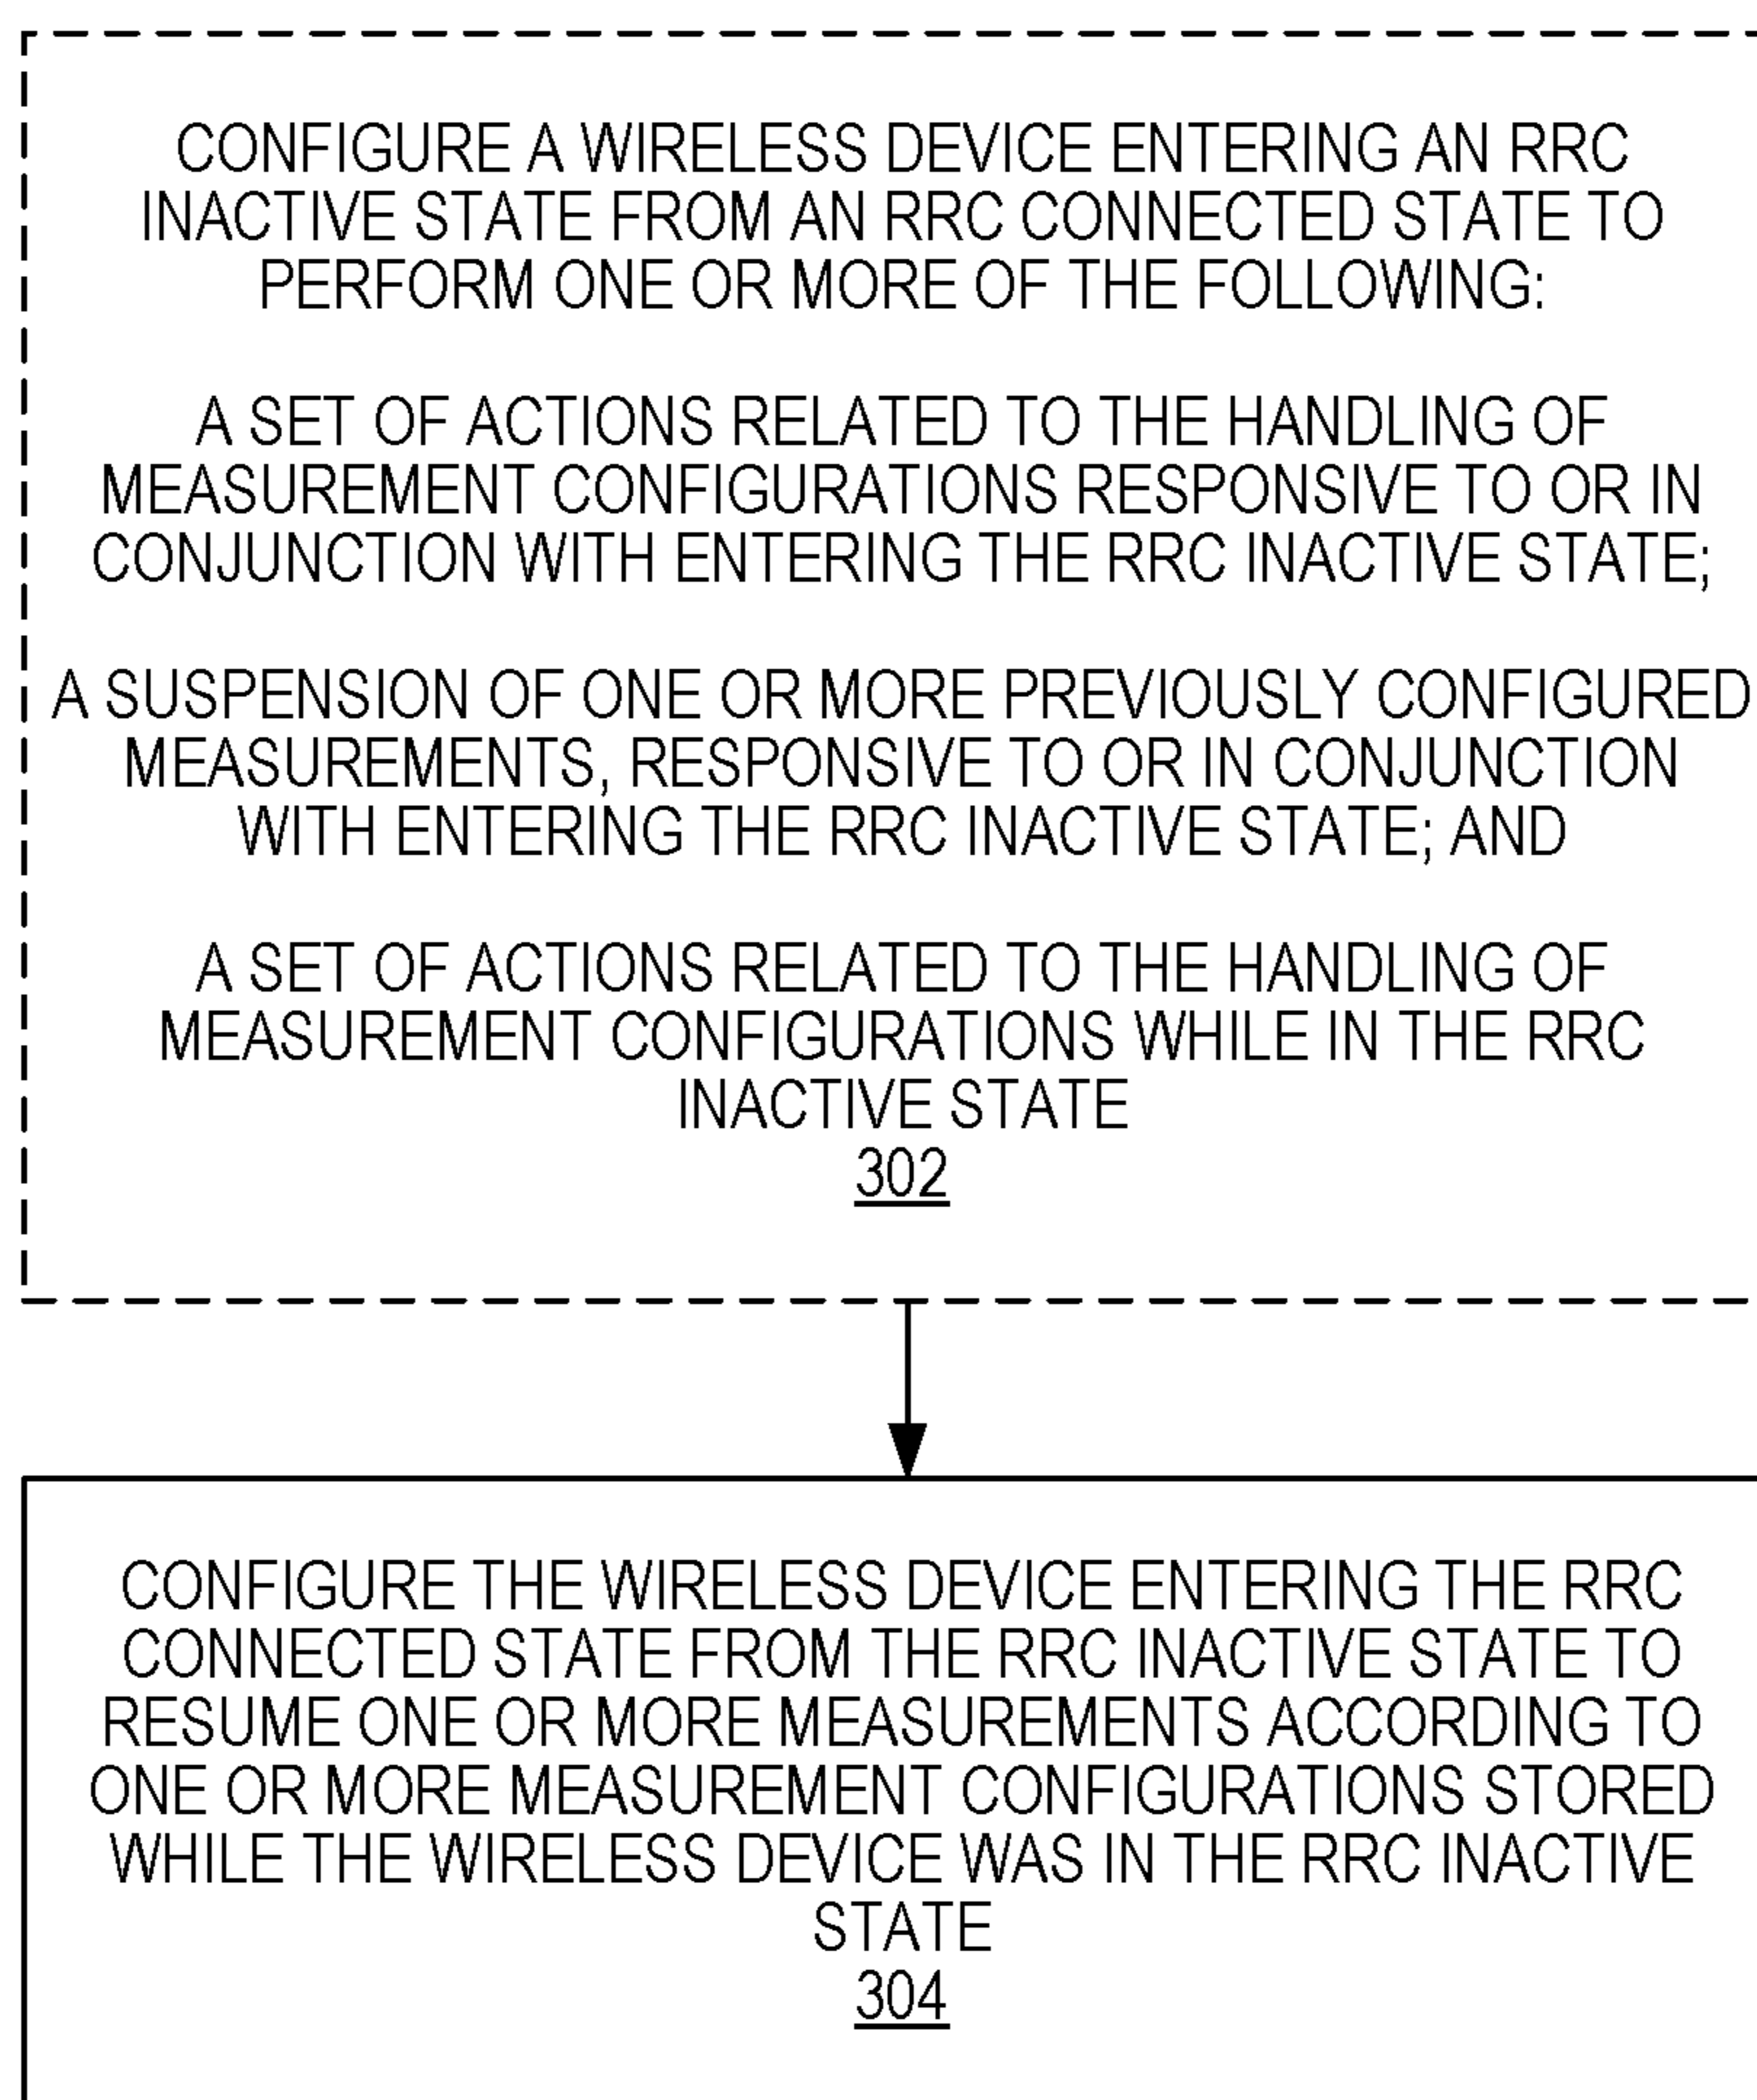 CONFIGURE A WIRELESS DEVICE ENTERING AN RRC
INACTIVE STATE FROM AN RRC CONNECTED STATE TO
PERFORM ONE OR MORE OF THE FOLLOWING:
A SET OF ACTIONS RELATED TO THE HANDLING OF
MEASUREMENT CONFIGURATIONS RESPONSIVE TO OR IN
CONJUNCTION WITH ENTERING THE RRC INACTIVE STATE;
A SUSPENSION OF ONE OR MORE PREVIOUSLY CONFIGURED
MEASUREMENTS, RESPONSIVE TO OR IN CONJUNCTION
WITH ENTERING THE RRC INACTIVE STATE; AND
A SET OF ACTIONS RELATED TO THE HANDLING OF
MEASUREMENT CONFIGURATIONS WHILE IN THE RRC
INACTIVE STATE
302
CONFIGURE THE WIRELESS DEVICE ENTERING THE RRC
CONNECTED STATE FROM THE RRC INACTIVE STATE TO
RESUME ONE OR MORE MEASUREMENTS ACCORDING TO
ONE OR MORE MEASUREMENT CONFIGURATIONS STORED
WHILE THE WIRELESS DEVICE WAS IN THE RRC INACTIVE
STATE
304